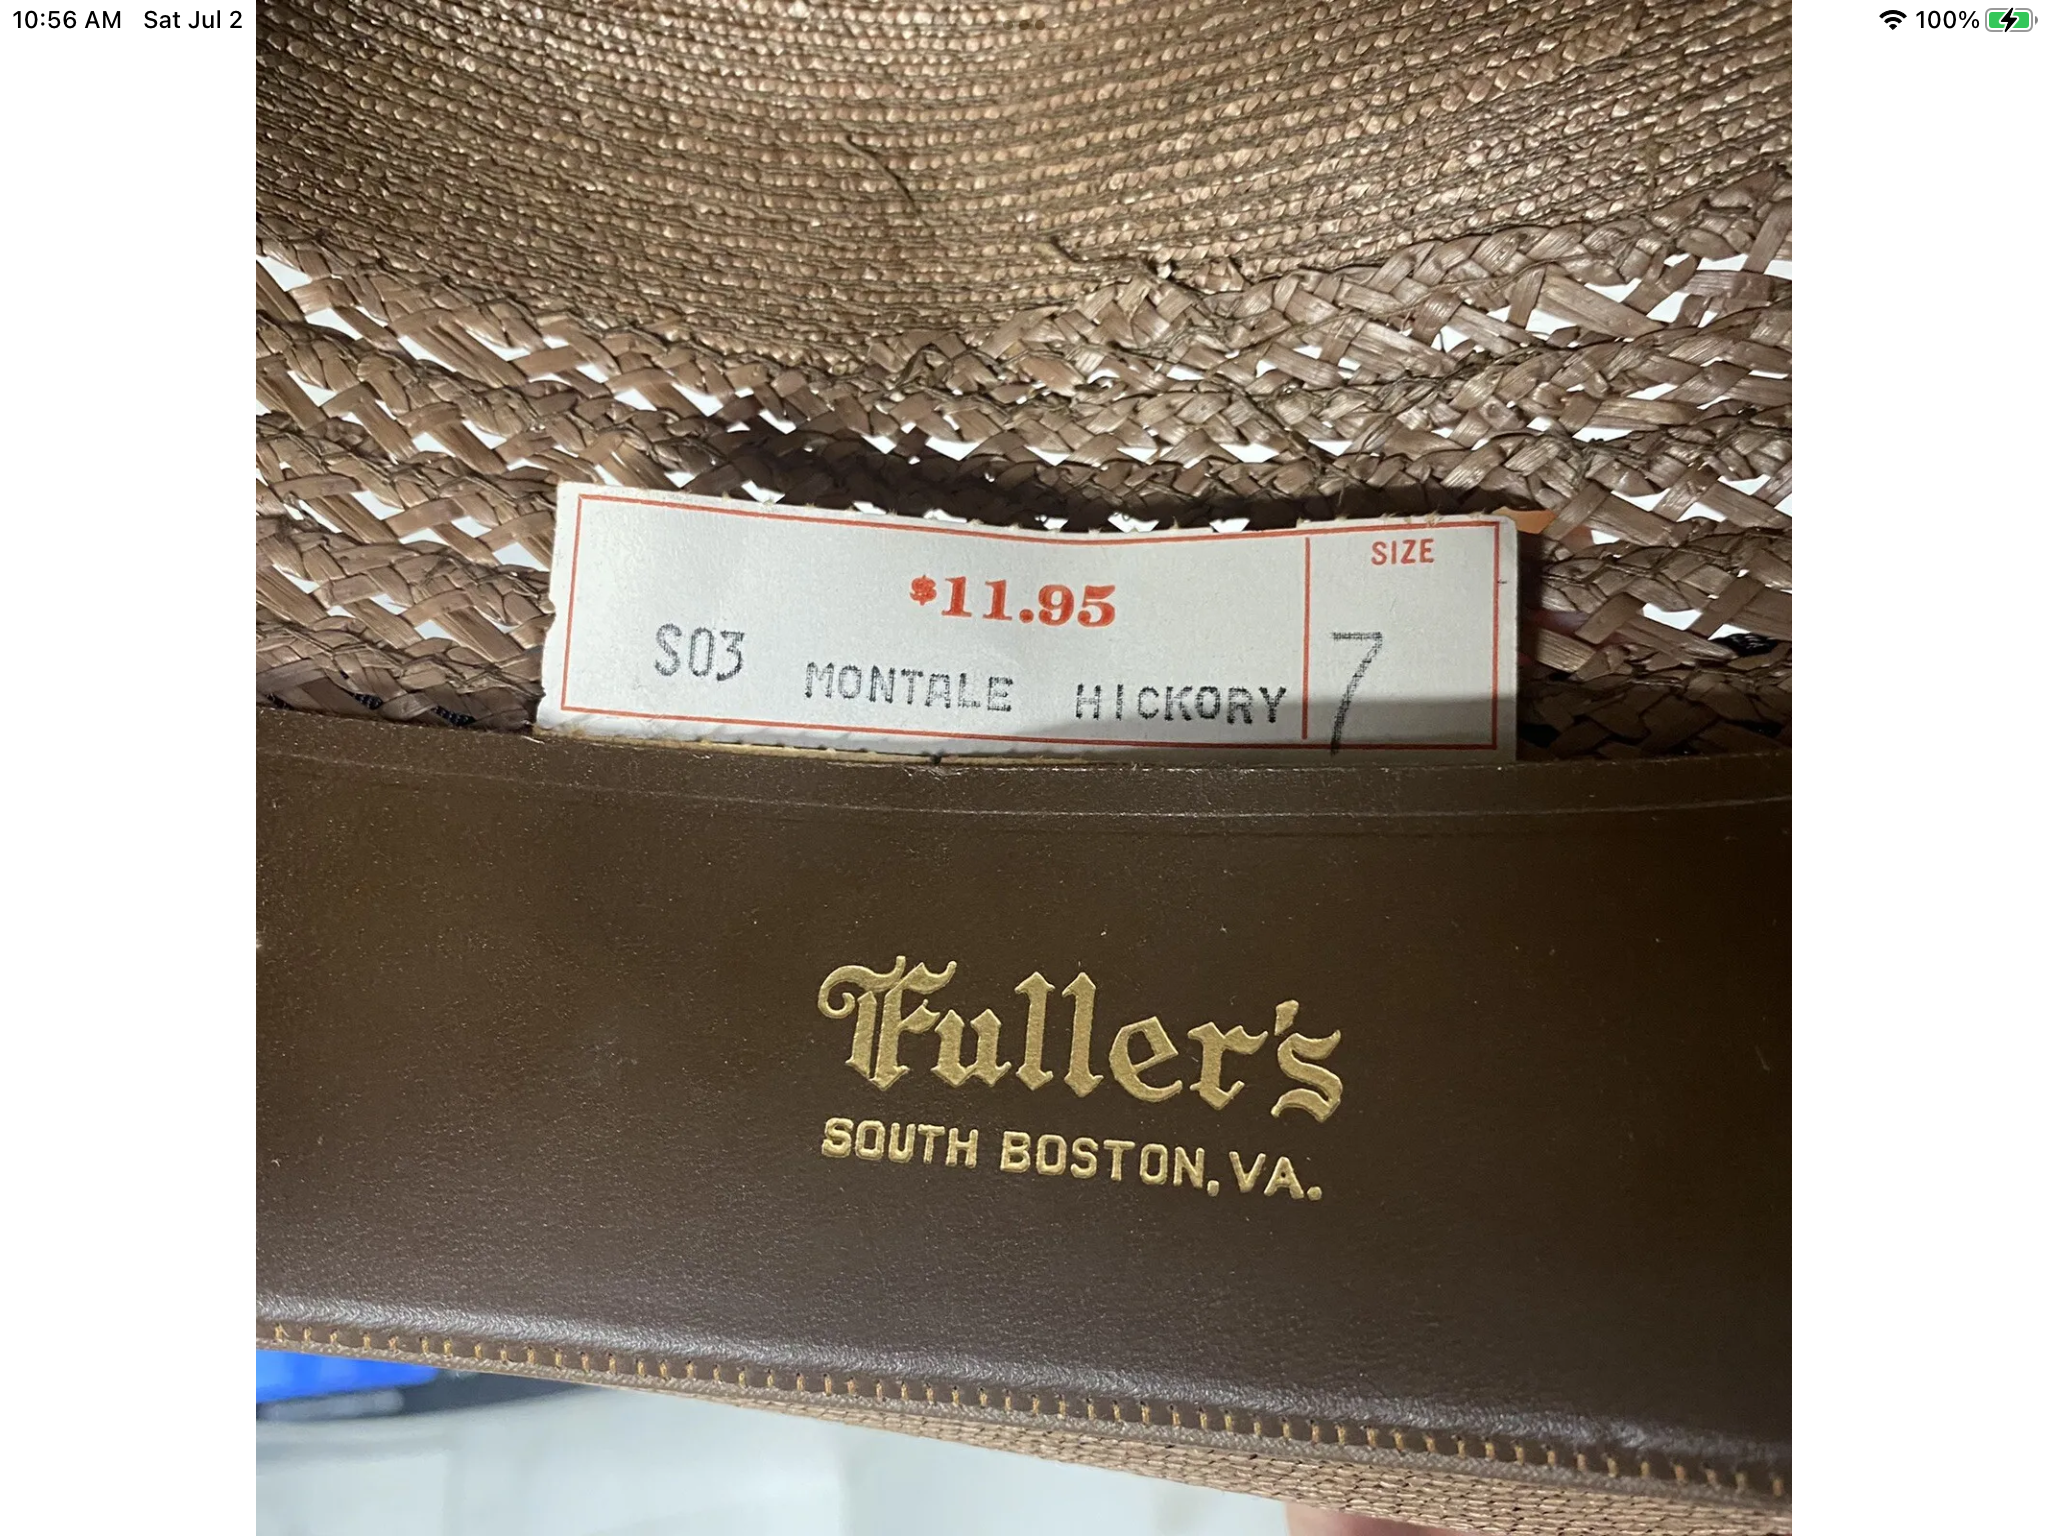 10:56 AM Sat Jul 2
100%
$11.95
SIZE
S03 MONTALE HICKORY 7
Fuller's
SOUTH BOSTON, VA.